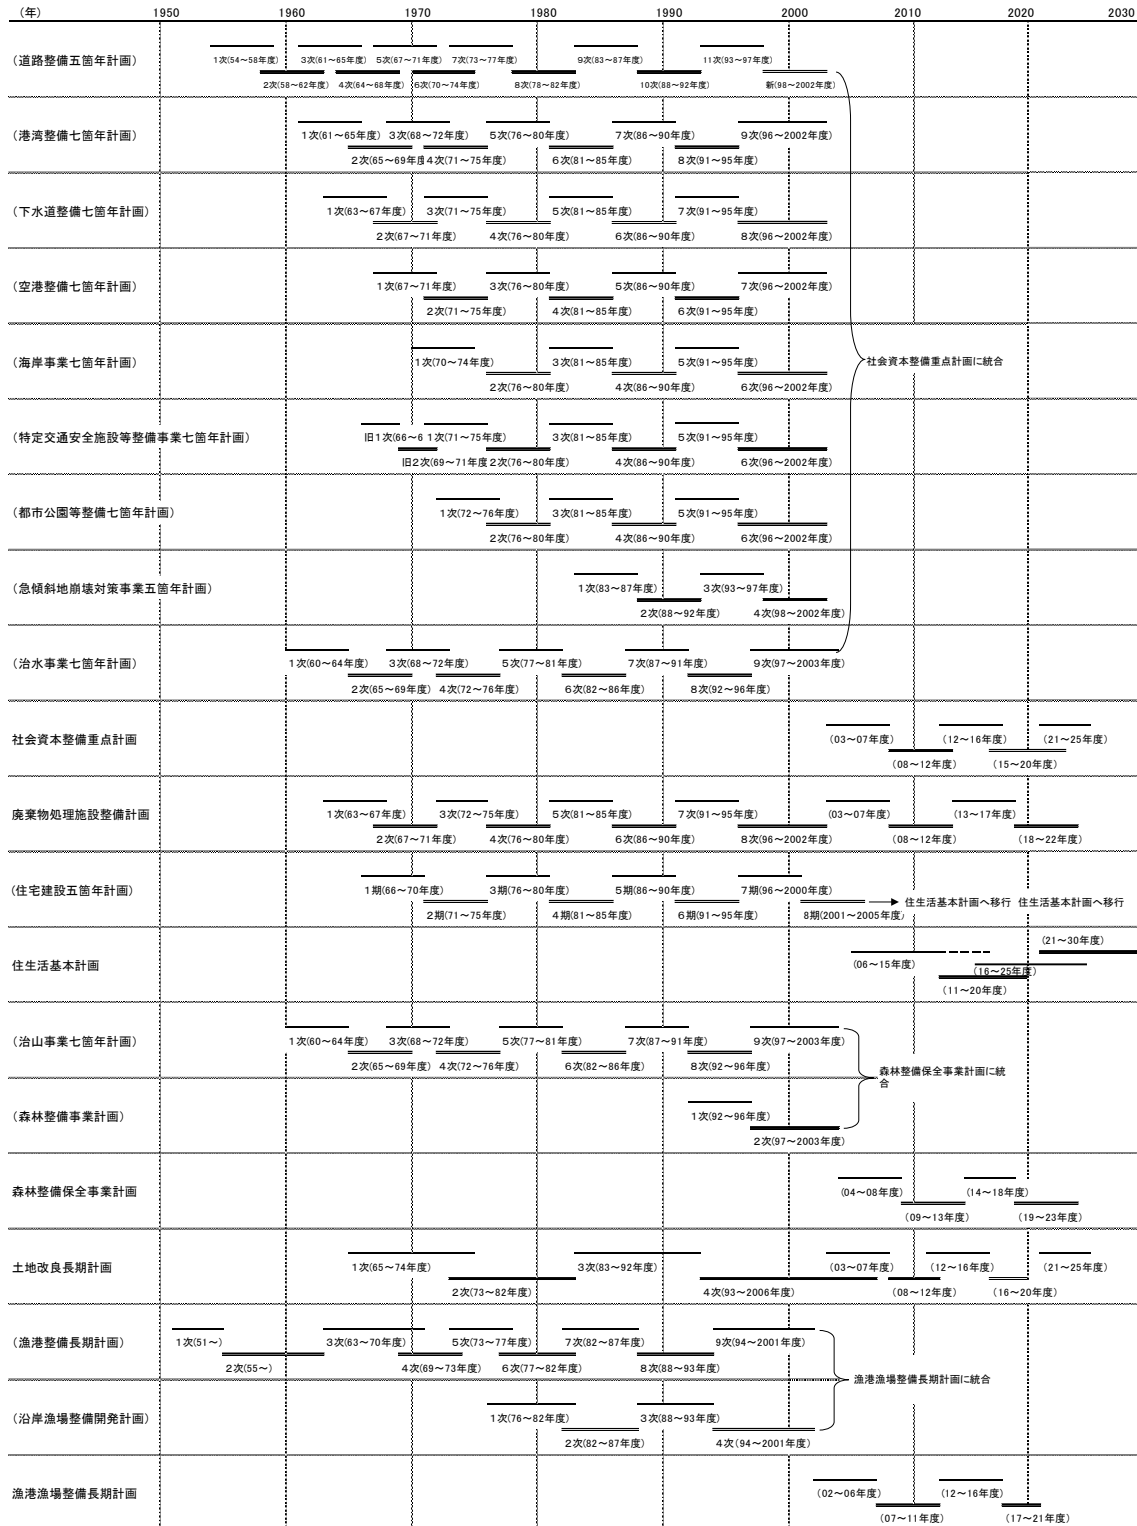 （年） 1950 1960 1970 1980 1990 2000 2010 2020 2030
（道路整備五箇年計画）
1次(54～58年度) 3次(61～65年度) 5次(67～71年度) 7次(73～77年度) 9次(83～87年度) 11次(93～97年度)
2次(58～62年度) 4次(64～68年度) 6次(70～74年度) 8次(78～82年度) 10次(88～92年度) 新(98～2002年度)
（港湾整備七箇年計画）
1次(61～65年度) 3次(68～72年度) 5次(76～80年度) 7次(86～90年度) 9次(96～2002年度)
2次(65～69年度 4次(71～75年度) 6次(81～85年度) 8次(91～95年度)
（下水道整備七箇年計画）
1次(63～67年度) 3次(71～75年度) 5次(81～85年度) 7次(91～95年度)
2次(67～71年度) 4次(76～80年度) 6次(86～90年度) 8次(96～2002年度)
（空港整備七箇年計画）
1次(67～71年度) 3次(76～80年度) 5次(86～90年度) 7次(96～2002年度)
2次(71～75年度) 4次(81～85年度) 6次(91～95年度)
（海岸事業七箇年計画）
1次(70～74年度) 3次(81～85年度) 5次(91～95年度)
社会資本整備重点計画に統合
2次(76～80年度) 4次(86～90年度) 6次(96～2002年度)
（特定交通安全施設等整備事業七箇年計画）
旧1次(66～6 1次(71～75年度) 3次(81～85年度) 5次(91～95年度)
旧2次(69～71年度 2次(76～80年度) 4次(86～90年度) 6次(96～2002年度)
（都市公園等整備七箇年計画）
1次(72～76年度) 3次(81～85年度) 5次(91～95年度)
2次(76～80年度) 4次(86～90年度) 6次(96～2002年度)
（急傾斜地崩壊対策事業五箇年計画）
1次(83～87年度) 3次(93～97年度)
2次(88～92年度) 4次(98～2002年度)
（治水事業七箇年計画）
1次(60～64年度) 3次(68～72年度) 5次(77～81年度) 7次(87～91年度) 9次(97～2003年度)
2次(65～69年度) 4次(72～76年度) 6次(82～86年度) 8次(92～96年度)
社会資本整備重点計画
(03～07年度) (12～16年度) (21～25年度)
(08～12年度) (15～20年度)
廃棄物処理施設整備計画
1次(63～67年度) 3次(72～75年度) 5次(81～85年度) 7次(91～95年度) (03～07年度) (13～17年度)
2次(67～71年度) 4次(76～80年度) 6次(86～90年度) 8次(96～2002年度) (08～12年度) (18～22年度)
（住宅建設五箇年計画）
1期(66～70年度) 3期(76～80年度) 5期(86～90年度) 7期(96～2000年度)
住生活基本計画へ移行 住生活基本計画へ移行
2期(71～75年度) 4期(81～85年度) 6期(91～95年度) 8期(2001～2005年度)
住生活基本計画
(21～30年度)
(06～15年度)
(16～25年度)
(11～20年度)
（治山事業七箇年計画）
1次(60～64年度) 3次(68～72年度) 5次(77～81年度) 7次(87～91年度) 9次(97～2003年度)
2次(65～69年度) 4次(72～76年度) 6次(82～86年度) 8次(92～96年度)
森林整備保全事業計画に統
合
（森林整備事業計画）
1次(92～96年度)
2次(97～2003年度)
森林整備保全事業計画
(04～08年度) (14～18年度)
(09～13年度) (19～23年度)
土地改良長期計画
1次(65～74年度) 3次(83～92年度) (03～07年度) (12～16年度) (21～25年度)
2次(73～82年度) 4次(93～2006年度) (08～12年度) (16～20年度)
（漁港整備長期計画）
1次(51～) 3次(63～70年度) 5次(73～77年度) 7次(82～87年度) 9次(94～2001年度)
2次(55～) 4次(69～73年度) 6次(77～82年度) 8次(88～93年度)
漁港漁場整備長期計画に統合
（沿岸漁場整備開発計画）
1次(76～82年度) 3次(88～93年度)
2次(82～87年度) 4次(94～2001年度)
漁港漁場整備長期計画
(02～06年度) (12～16年度)
(07～11年度) (17～21年度)